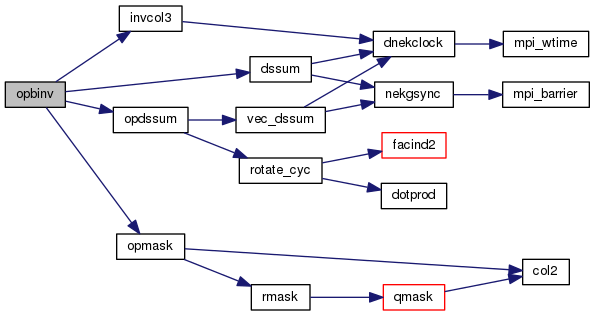 invcol3
dnekclock
mpi_wtime
dssum
opbinv
nekgsync
mpi_barrier
opdssum
vec_dssum
facind2
rotate_cyc
dotprod
opmask
col2
rmask
qmask